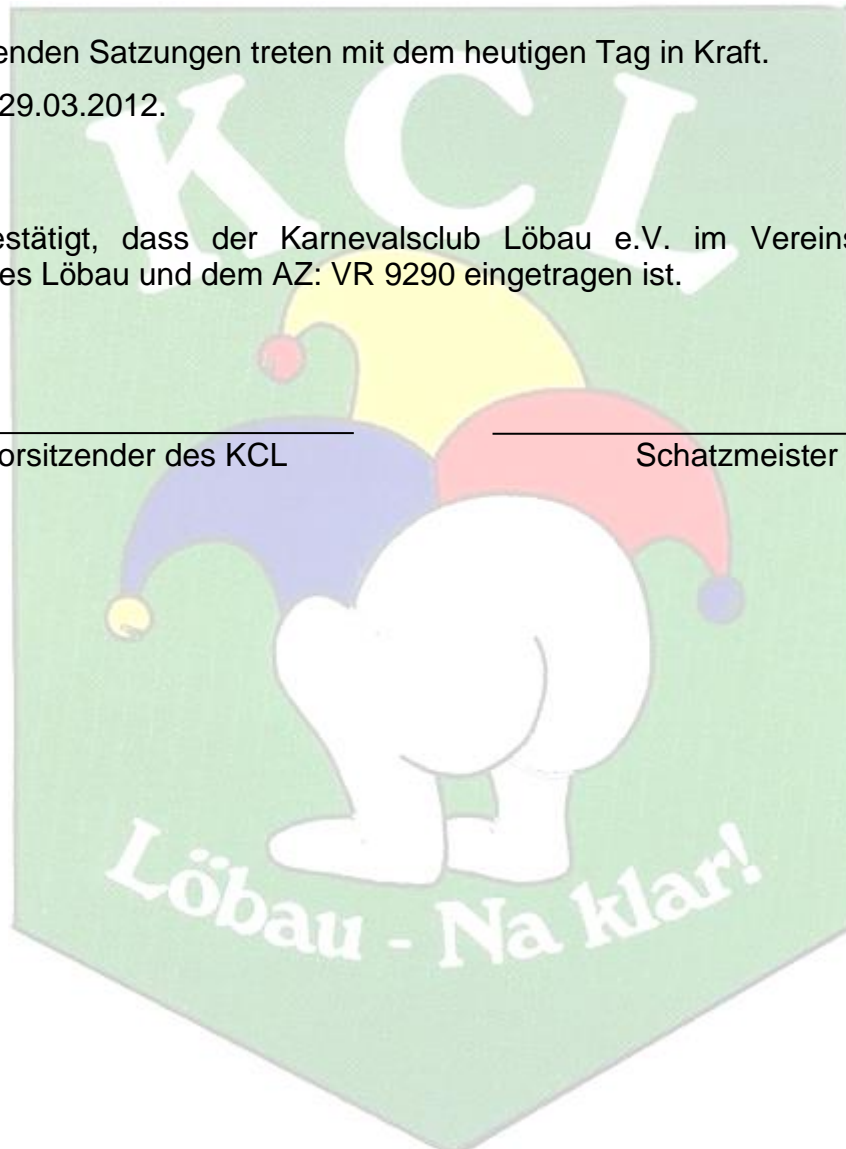 enden Satzungen treten mit dem heutigen Tag in Kraft.
29.03.2012.
KCL
estätigt, dass der Karnevalsclub Löbau e.V. im Vereins
es Löbau und dem AZ: VR 9290 eingetragen ist.
orsitzender des KCL Schatzmeister
Löbau - Na klar!